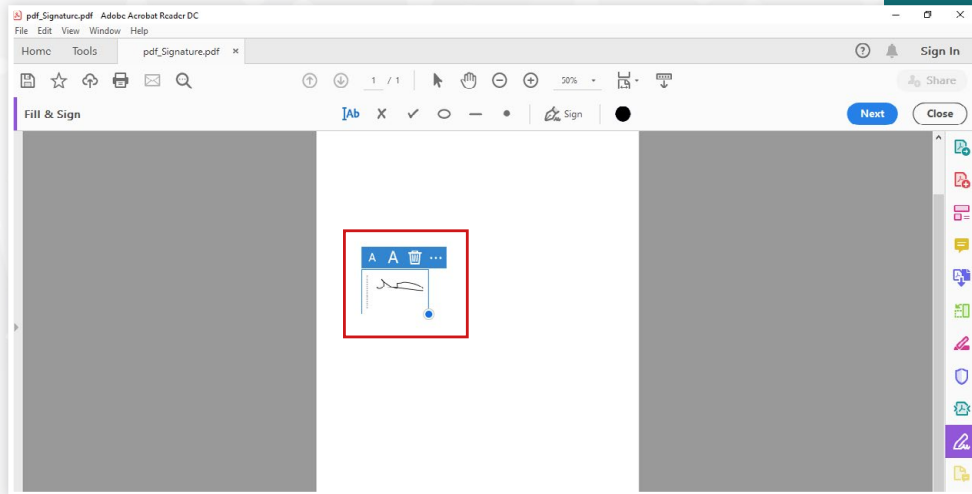 pdf_Signature.pdf   Adobe Acrobat Reader DC
File   Edit   View   Window   Help
Home   Tools   pdf_Signature.pdf   ×   Sign In
1 / 1   50%   Share
Fill & Sign   Ab   Sign   Next   Close
A A